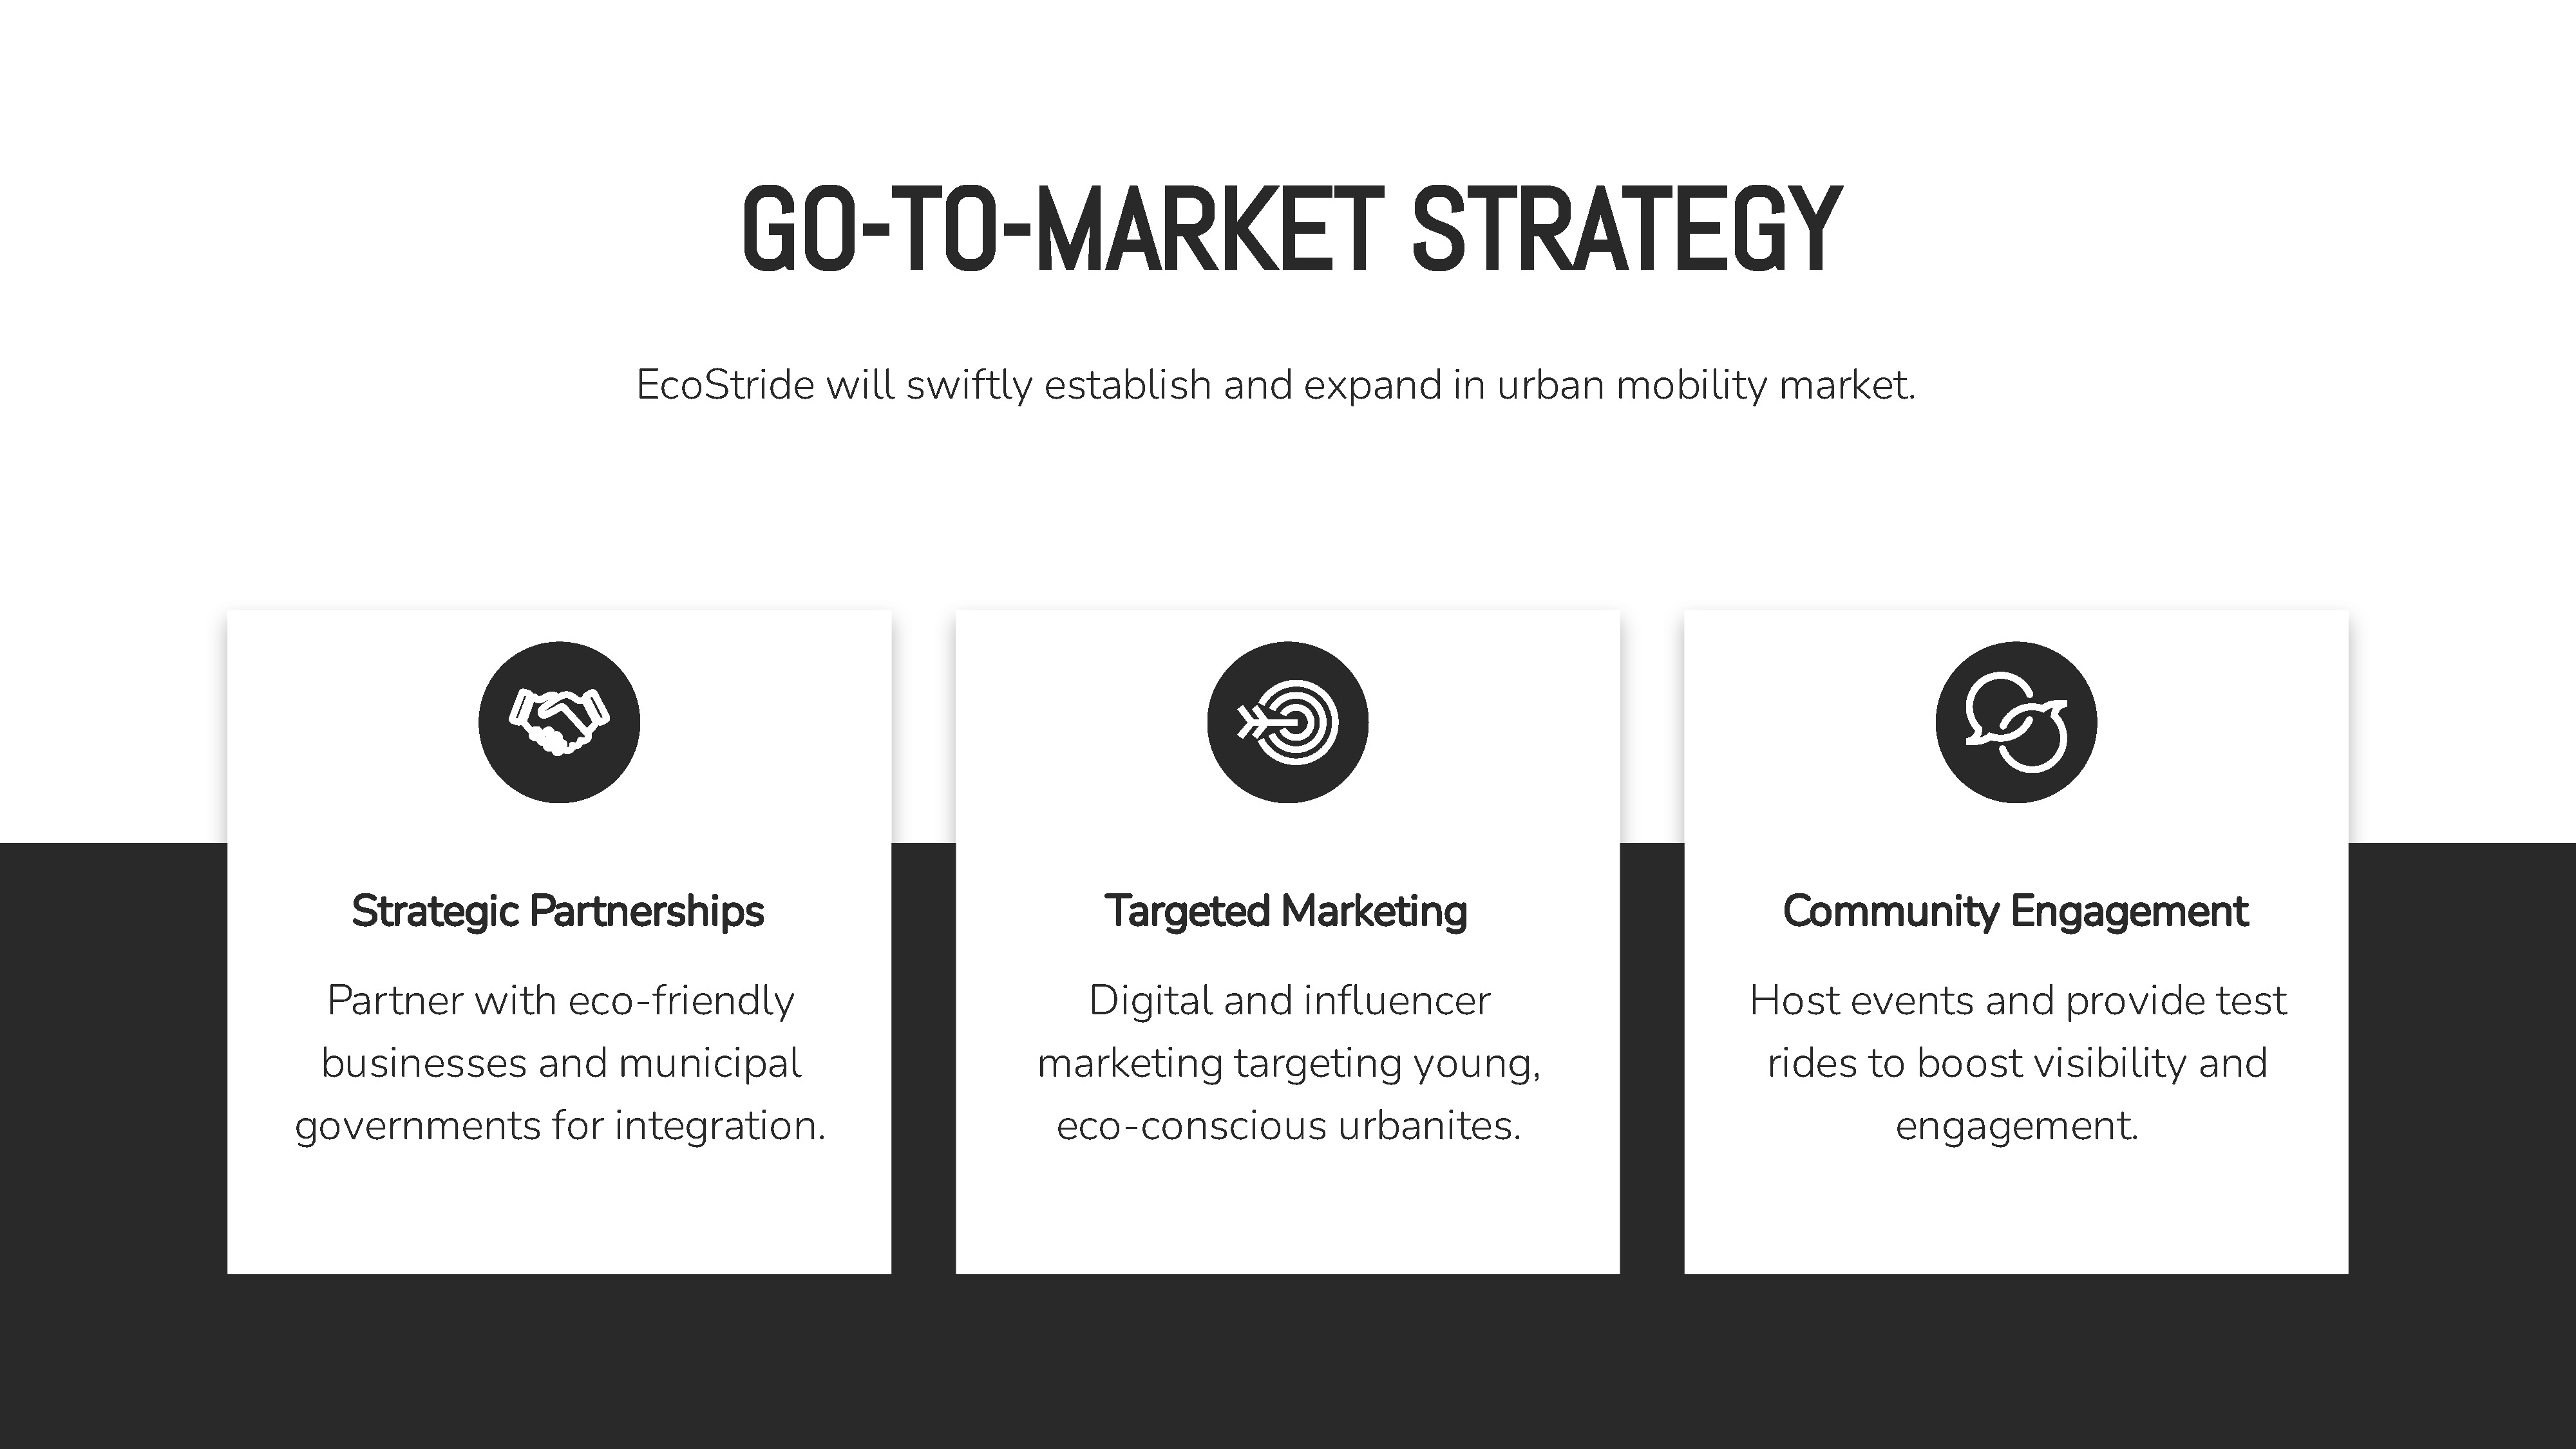 GO-TO-MARKET STRATEGY
EcoStride will swiftly establish and expand in urban mobility market.
Strategic Partnerships
Partner with eco-friendly
businesses and municipal
governments for integration.
Targeted Marketing
Digital and influencer
marketing targeting young,
eco-conscious urbanites.
Community Engagement
Host events and provide test
rides to boost visibility and
engagement.